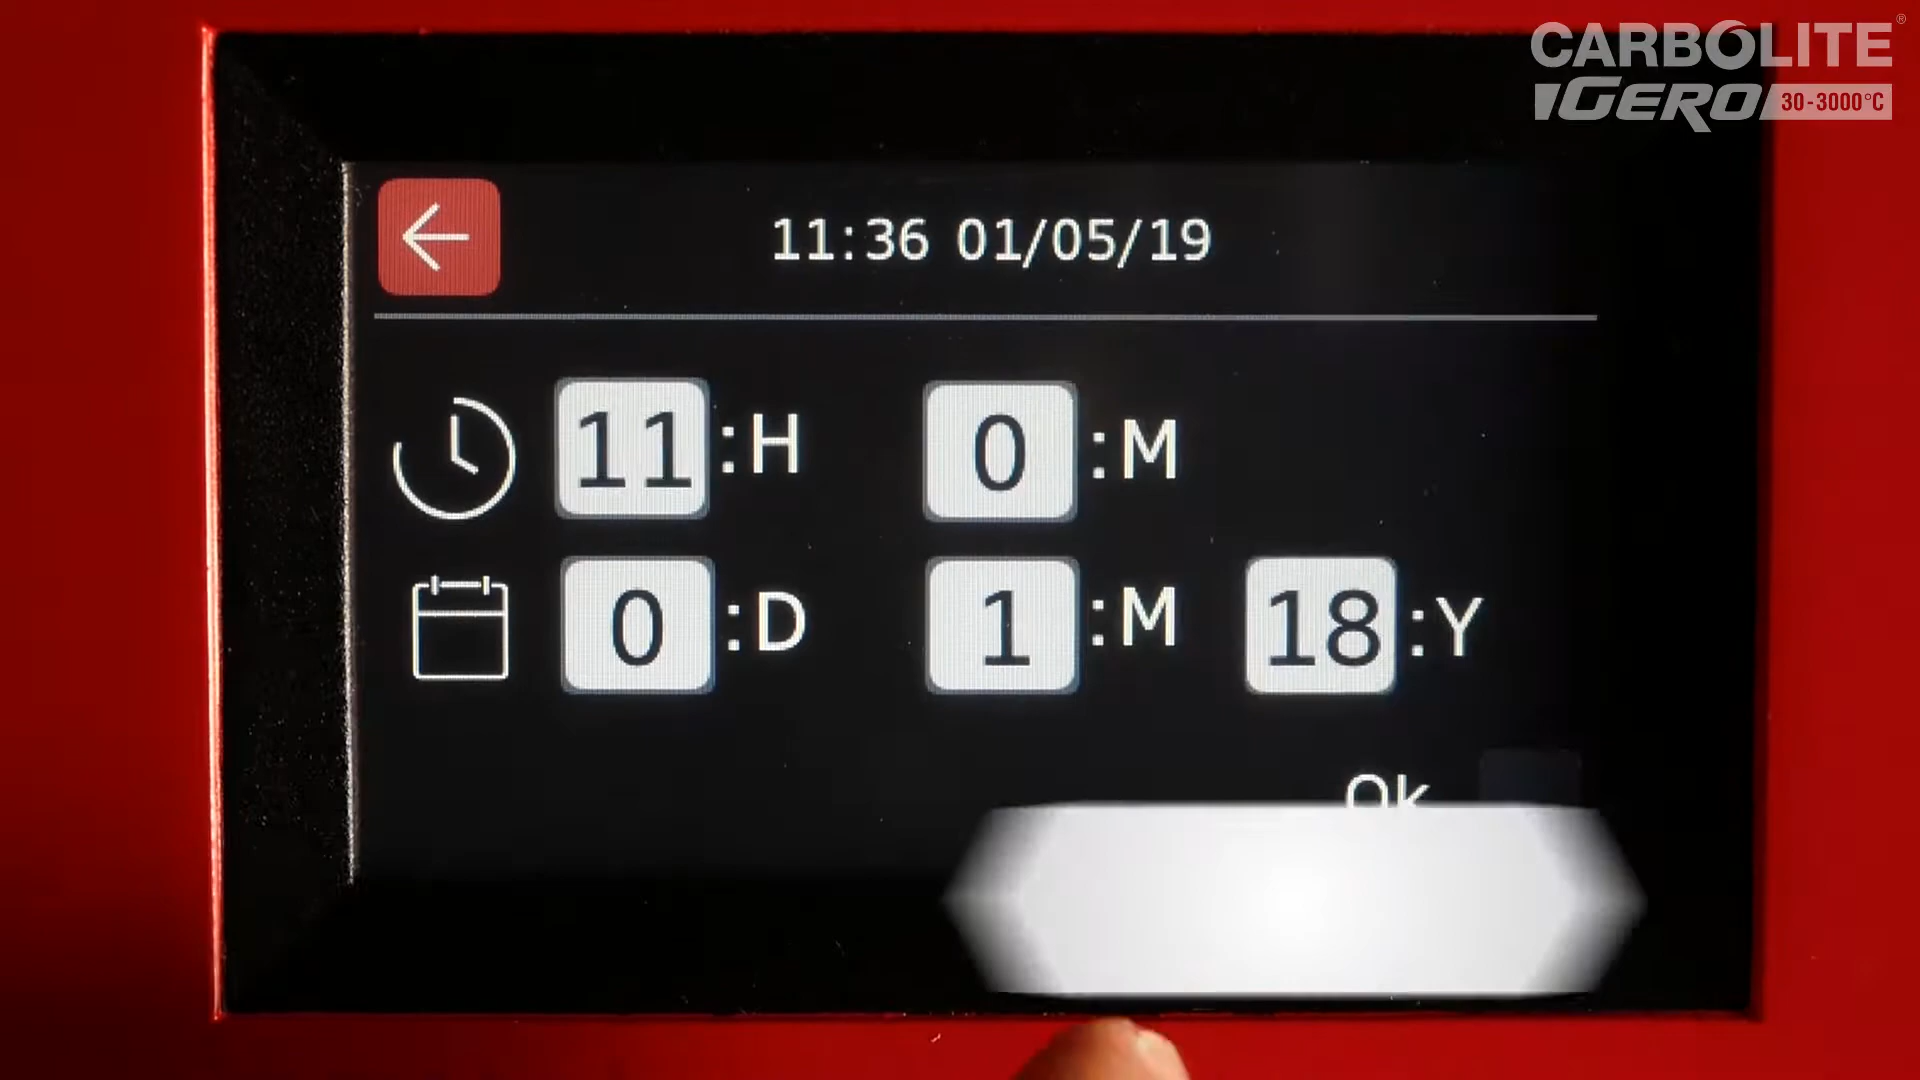 CARBOLITE®
GERO 30-3000°C
11:36 01/05/19
11 :H 0 :M
0 :D 1 :M 18 :Y
Ok